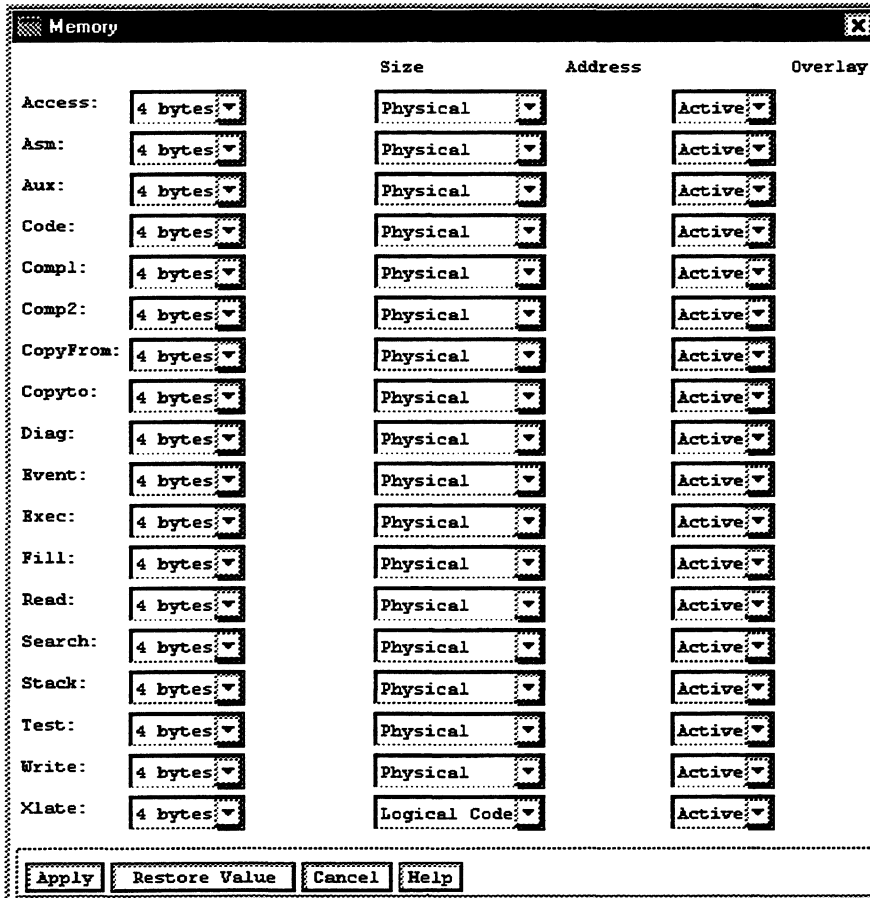 Memory
Size Address Overlay
Access: 4 bytes Physical Active
Asm: 4 bytes Physical Active
Aux: 4 bytes Physical Active
Code: 4 bytes Physical Active
Comp1: 4 bytes Physical Active
Comp2: 4 bytes Physical Active
CopyFrom: 4 bytes Physical Active
Copyto: 4 bytes Physical Active
Diag: 4 bytes Physical Active
Event: 4 bytes Physical Active
Exec: 4 bytes Physical Active
Fill: 4 bytes Physical Active
Read: 4 bytes Physical Active
Search: 4 bytes Physical Active
Stack: 4 bytes Physical Active
Test: 4 bytes Physical Active
Write: 4 bytes Physical Active
Xlate: 4 bytes Logical Code Active
Apply Restore Value Cancel Help